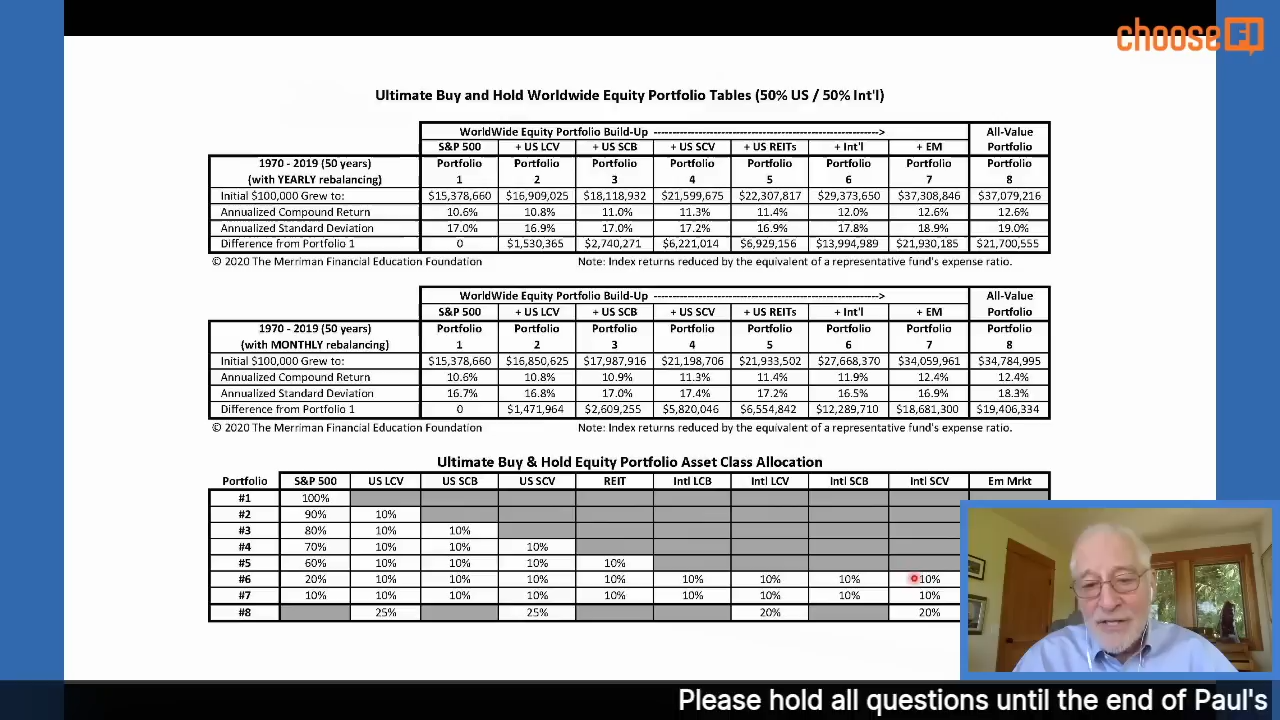 chooseFI
Ultimate Buy and Hold Worldwide Equity Portfolio Tables (50% US / 50% Int'l)
WorldWide Equity Portfolio Build-Up ------------------------------------------------------> All-Value
S&P 500 + US LCV + US SCB + US SCV + US REITs + Int'l + EM Portfolio
1970 - 2019 (50 years) Portfolio Portfolio Portfolio Portfolio Portfolio Portfolio Portfolio Portfolio
(with YEARLY rebalancing) 1 2 3 4 5 6 7 8
Initial $100,000 Grew to: $15,378,660 $16,909,025 $18,118,932 $21,599,675 $22,307,817 $29,373,650 $37,308,846 $37,079,216
Annualized Compound Return 10.6% 10.8% 11.0% 11.3% 11.4% 12.0% 12.6% 12.6%
Annualized Standard Deviation 17.0% 16.9% 17.0% 17.2% 16.9% 17.8% 18.9% 19.0%
Difference from Portfolio 1 0 $1,530,365 $2,740,271 $6,221,014 $6,929,156 $13,994,989 $21,930,185 $21,700,555
© 2020 The Merriman Financial Education Foundation Note: Index returns reduced by the equivalent of a representative fund's expense ratio.
WorldWide Equity Portfolio Build-Up ------------------------------------------------------> All-Value
S&P 500 + US LCV + US SCB + US SCV + US REITs + Int'l + EM Portfolio
1970 - 2019 (50 years) Portfolio Portfolio Portfolio Portfolio Portfolio Portfolio Portfolio Portfolio
(with MONTHLY rebalancing) 1 2 3 4 5 6 7 8
Initial $100,000 Grew to: $15,378,660 $16,850,625 $17,987,916 $21,198,706 $21,933,502 $27,668,370 $34,059,961 $34,784,995
Annualized Compound Return 10.6% 10.8% 10.9% 11.3% 11.4% 11.9% 12.4% 12.4%
Annualized Standard Deviation 16.7% 16.8% 17.0% 17.4% 17.2% 16.5% 16.9% 18.3%
Difference from Portfolio 1 0 $1,471,964 $2,609,255 $5,820,046 $6,554,842 $12,289,710 $18,681,300 $19,406,334
© 2020 The Merriman Financial Education Foundation Note: Index returns reduced by the equivalent of a representative fund's expense ratio.
Ultimate Buy & Hold Equity Portfolio Asset Class Allocation
Portfolio S&P 500 US LCV US SCB US SCV REIT Intl LCB Intl LCV Intl SCB Intl SCV Em Mrkt
#1 100%
#2 90% 10%
#3 80% 10% 10%
#4 70% 10% 10% 10%
#5 60% 10% 10% 10% 10%
#6 20% 10% 10% 10% 10% 10% 10% 10% 10%
#7 10% 10% 10% 10% 10% 10% 10% 10% 10%
#8 25% 25% 20% 20%
Please hold all questions until the end of Paul's